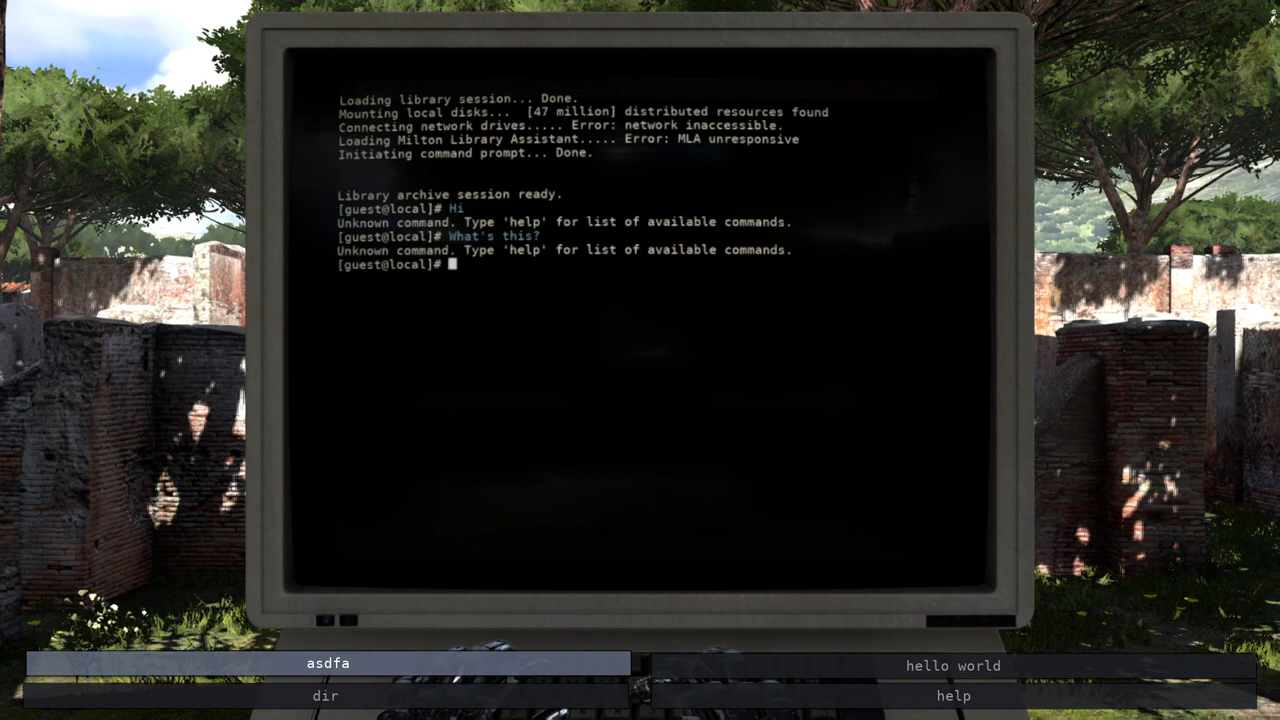 Loading library session... Done.
Mounting local disks...  [47 million] distributed resources found
Connecting network drives..... Error: network inaccessible.
Loading Milton Library Assistant..... Error: MLA unresponsive
Initiating command prompt... Done.
Library archive session ready.
[guest@local]# Hi
Unknown command. Type 'help' for list of available commands.
[guest@local]# What's this?
Unknown command. Type 'help' for list of available commands.
[guest@local]#
asdfa
hello world
dir
help